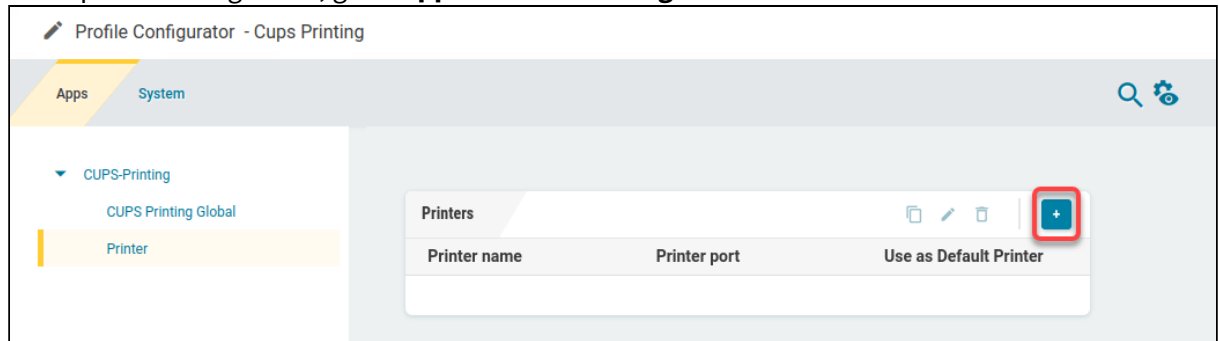 Profile Configurator - Cups Printing
Apps System
CUPS-Printing
CUPS Printing Global
Printers
Printer
Printer name Printer port Use as Default Printer